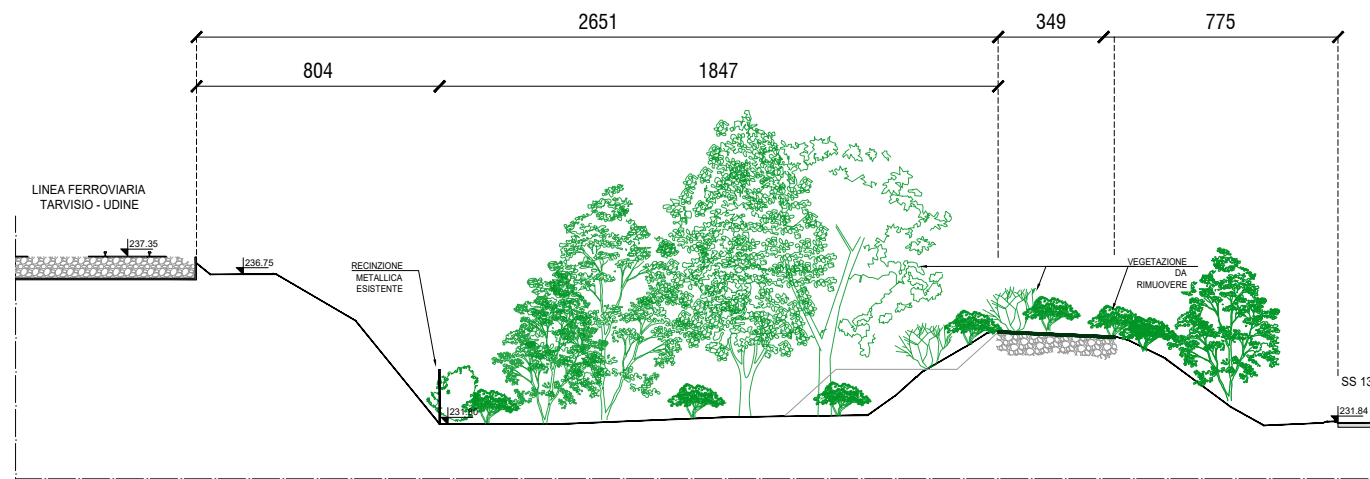 2651
349
775
804
1847
LINEA FERROVIARIA
TARVISIO - UDINE
237.35
236.75
RECINZIONE
METALLICA
ESISTENTE
VEGETAZIONE
DA
RIMUOVERE
SS 13
231.84